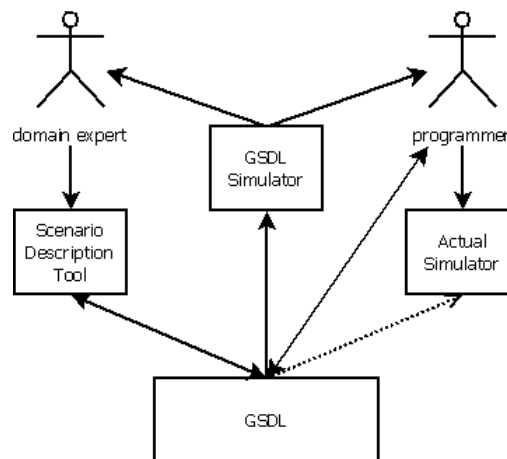 domain expert
programmer
GSDL
Simulator
Scenario
Description
Tool
Actual
Simulator
GSDL